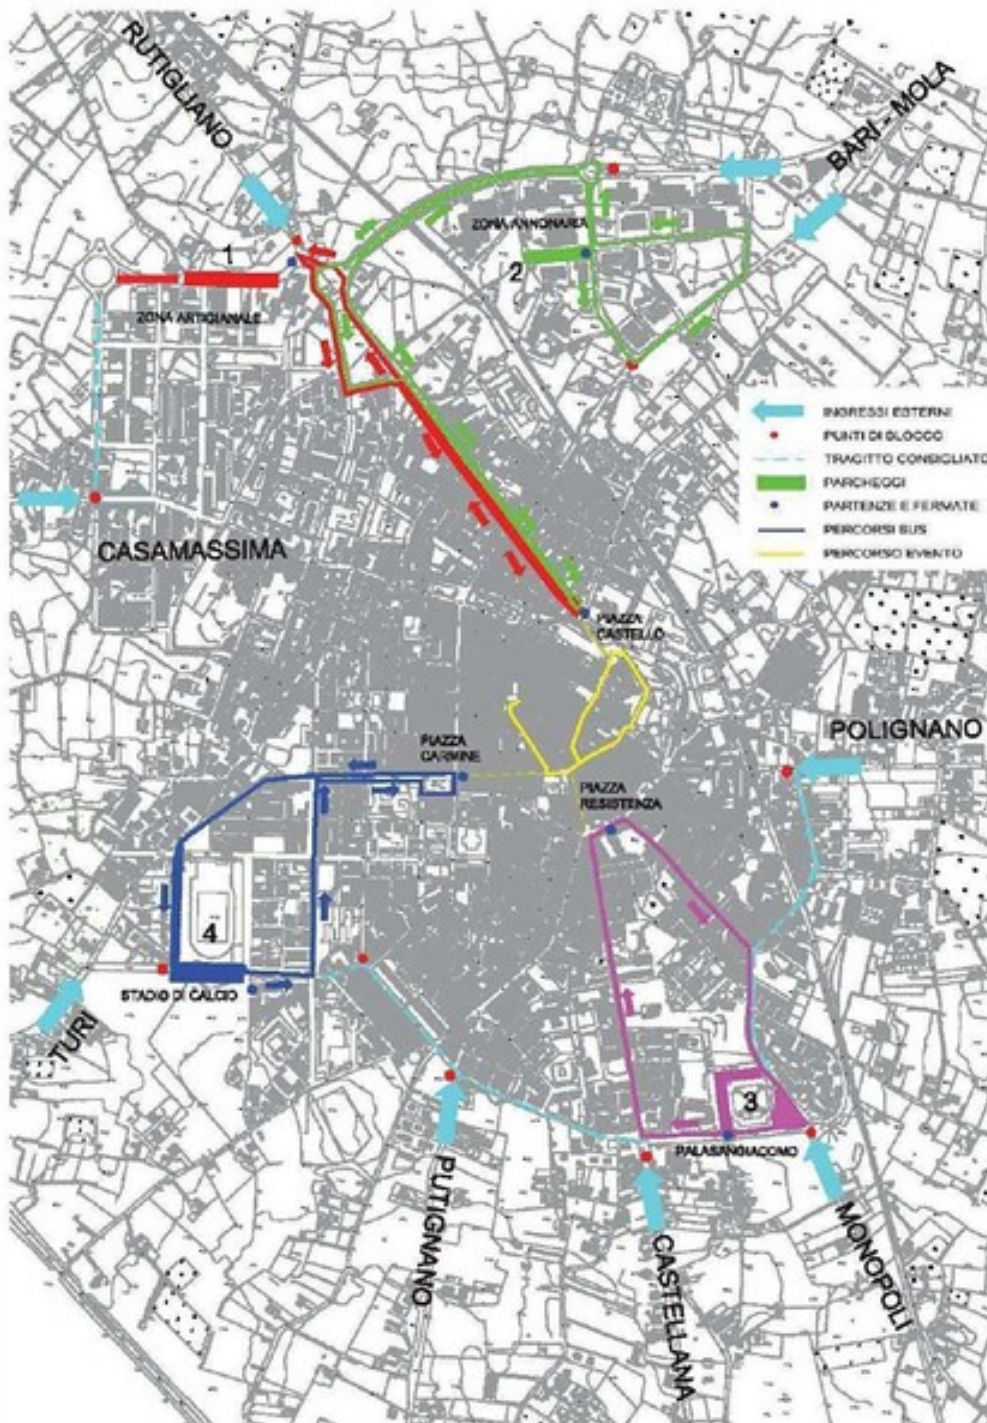 RUTIGLIANO
BARI - MOLA
ZONA ANNONARIA
1
2
ZONA ARTIGIANALE
INGRESSI ESTERNI
PUNTI DI BLOCCO
TRAGITTO CONSIGLIATO
PARCHEGGI
PARTENZE E FERMATE
PERCORSI BUS
PERCORSO EVENTO
CASAMASSIMA
PIAZZA
CASTELLO
POLIGNANO
PIAZZA
CARMINE
PIAZZA
RESISTENZA
4
STADIO DI CALCIO
TURI
3
PALASANGIACOMO
PUTIGNANO
CASTELLANA
MONOPOLI